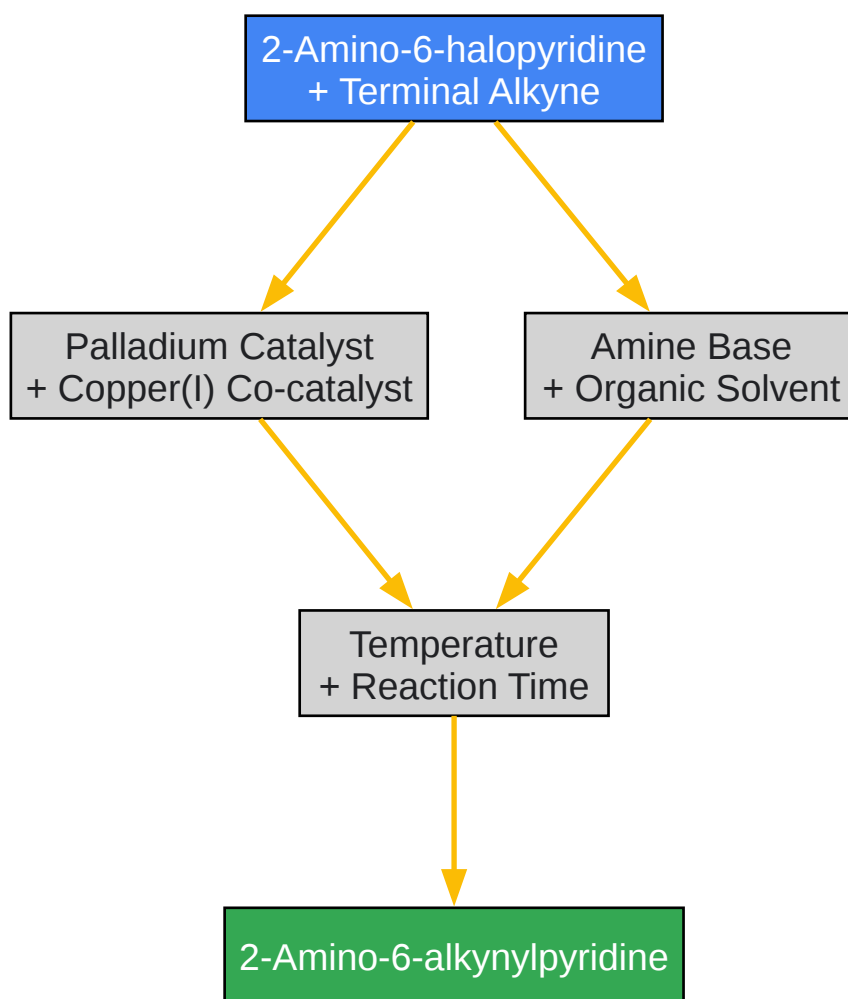 2-Amino-6-halopyridine
+ Terminal Alkyne
Palladium Catalyst
+ Copper(I) Co-catalyst
Amine Base
+ Organic Solvent
Temperature
+ Reaction Time
2-Amino-6-alkynylpyridine